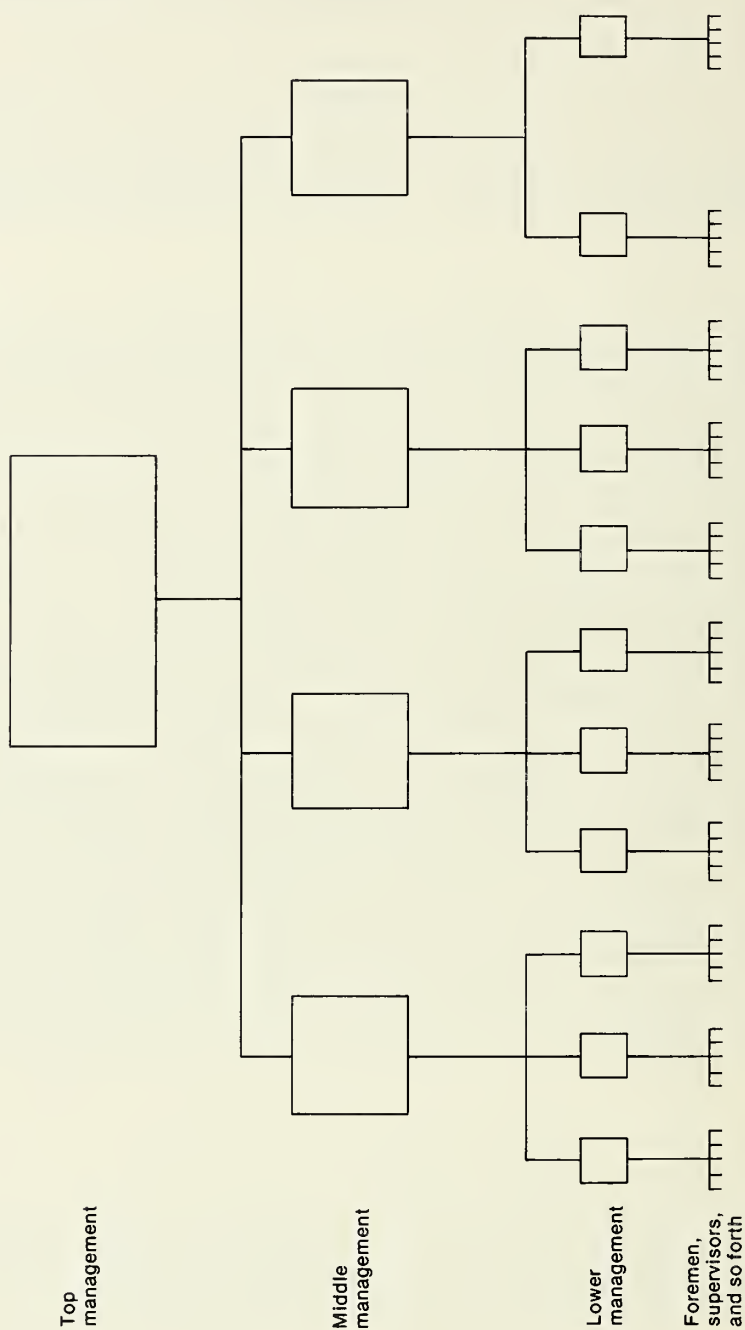 Top
management
Middle
management
Lower
management
Foremen,
supervisors,
and so forth